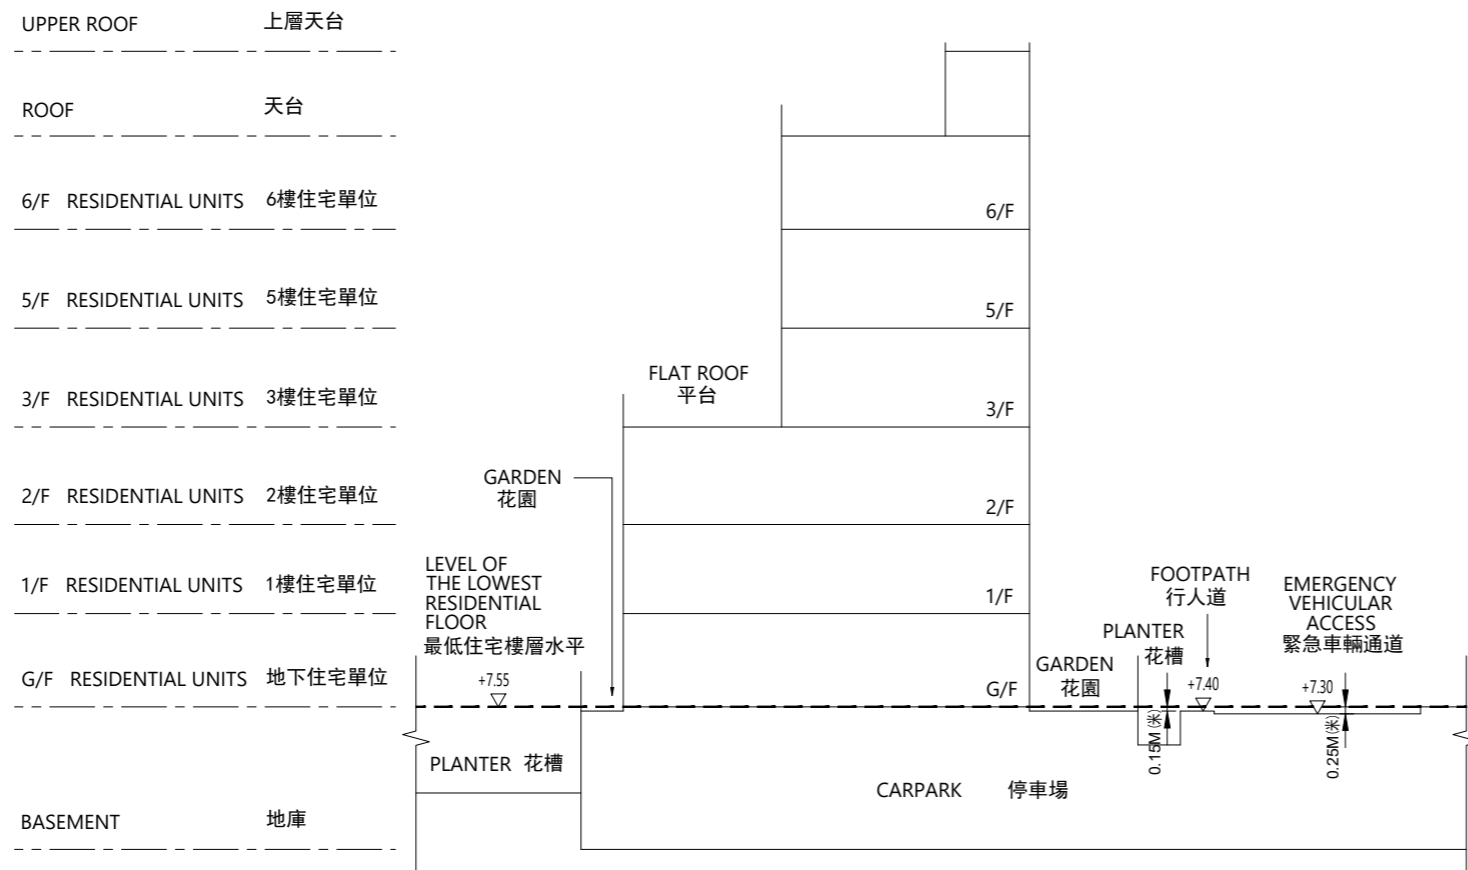 UPPER ROOF 上層天台
ROOF 天台
6/F RESIDENTIAL UNITS 6樓住宅單位
5/F RESIDENTIAL UNITS 5樓住宅單位
3/F RESIDENTIAL UNITS 3樓住宅單位
2/F RESIDENTIAL UNITS 2樓住宅單位
1/F RESIDENTIAL UNITS 1樓住宅單位
G/F RESIDENTIAL UNITS 地下住宅單位
BASEMENT 地庫
6/F
5/F
FLAT ROOF
平台
3/F
GARDEN
花園
2/F
LEVEL OF
THE LOWEST
RESIDENTIAL
FLOOR
最低住宅樓層水平
+7.55
1/F
G/F
GARDEN
花園
PLANTER
花槽
FOOTPATH
行人道
+7.40
EMERGENCY
VEHICULAR
ACCESS
緊急車輛通道
+7.30
0.15M (米)
0.25M(米)
PLANTER 花槽
CARPARK 停車場